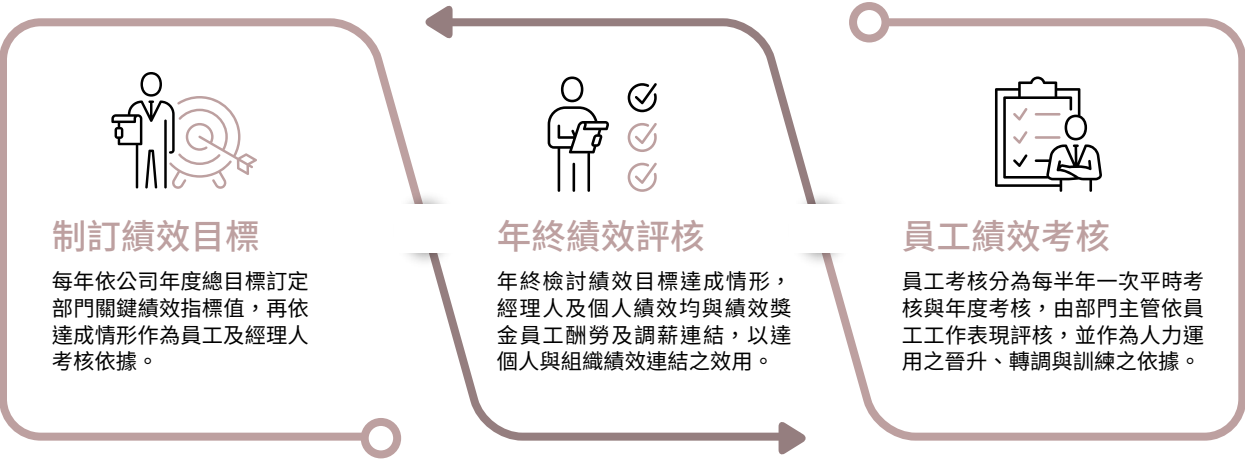 制訂績效目標
每年依公司年度總目標訂定
部門關鍵績效指標值，再依
達成情形作為員工及經理人
考核依據。
年終績效評核
年終檢討績效目標達成情形，
經理人及個人績效均與績效獎
金員工酬勞及調薪連結，以達
個人與組織績效連結之效用。
員工績效考核
員工考核分為每半年一次平時考
核與年度考核，由部門主管依員
工工作表現評核，並作為人力運
用之晉升、轉調與訓練之依據。